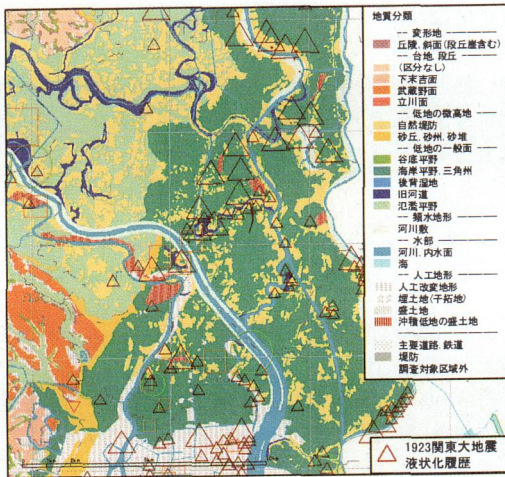 地質分類
-- 変形地
丘陵.斜面(段丘崖含む)
-- 台地.段丘
(区分なし)
下末吉面
武蔵野面
立川面
-- 低地の微高地
自然堤防
砂丘.砂州.砂堆
-- 低地の一般面
谷底平野
海岸平野.三角州
後背湿地
旧河道
氾濫平野
-- 頻水地形
河川敷
-- 水部
河川.内水面
海
-- 人工地形
人工改変地形
埋土地(干拓地)
盛土地
沖積低地の盛土地
主要道路.鉄道
堤防
調査対象区域外
1923関東大地震
液状化履歴